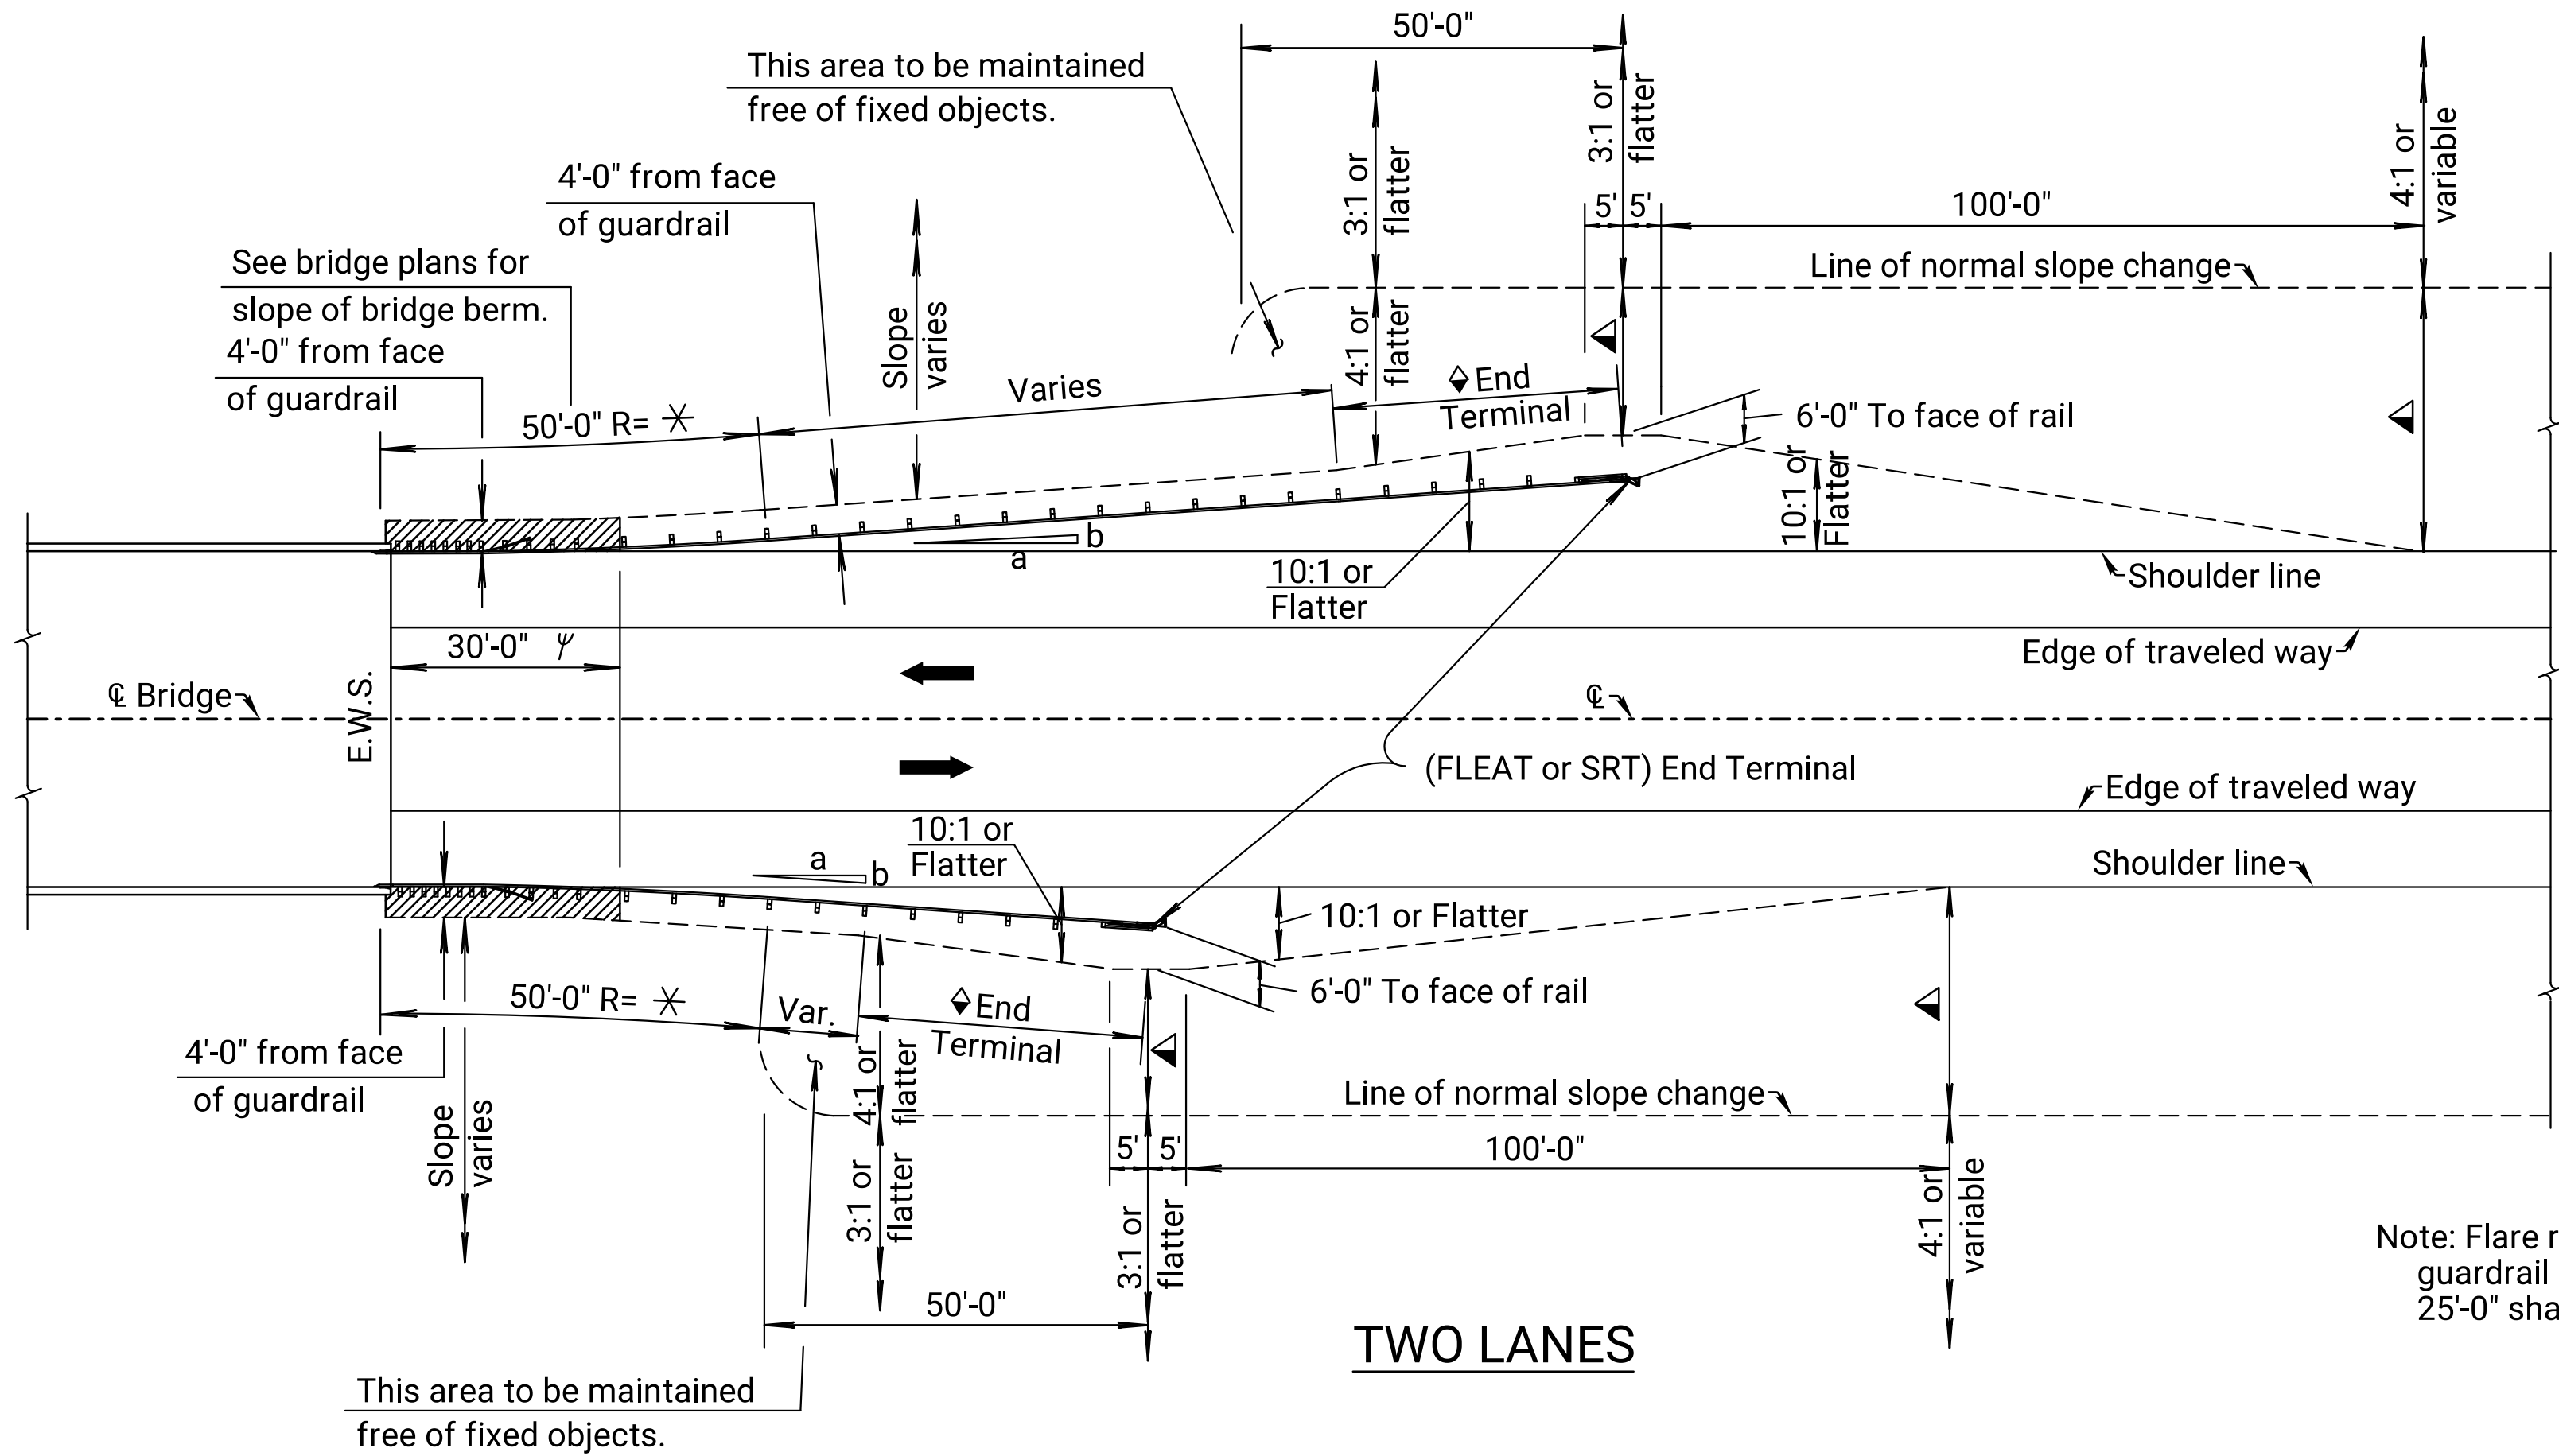 50'-0"
This area to be maintained
free of fixed objects.
3:1 or
flatter
4:1 or
variable
3:1 or
flatter
4'-0" from face
of guardrail
5' 5'
100'-0"
See bridge plans for
slope of bridge berm.
Line of normal slope change
4'-0" from face
of guardrail
Slope
varies
4:1 or
flatter
Varies
End
Terminal
50'-0" R=
6'-0" To face of rail
10:1 or
Flatter
a
b
10:1 or
Flatter
Shoulder line
30'-0" ψ
Edge of traveled way
℄ Bridge
E.W.S.
℄
(FLEAT or SRT) End Terminal
Edge of traveled way
10:1 or
Flatter
a
b
Shoulder line
10:1 or Flatter
50'-0" R=
Var.
End
Terminal
6'-0" To face of rail
4'-0" from face
of guardrail
4:1 or
flatter
Line of normal slope change
Slope
varies
5' 5'
100'-0"
3:1 or
flatter
3:1 or
flatter
4:1 or
variable
50'-0"
Note: Flare r
guardrail
25'-0" sha
TWO LANES
This area to be maintained
free of fixed objects.